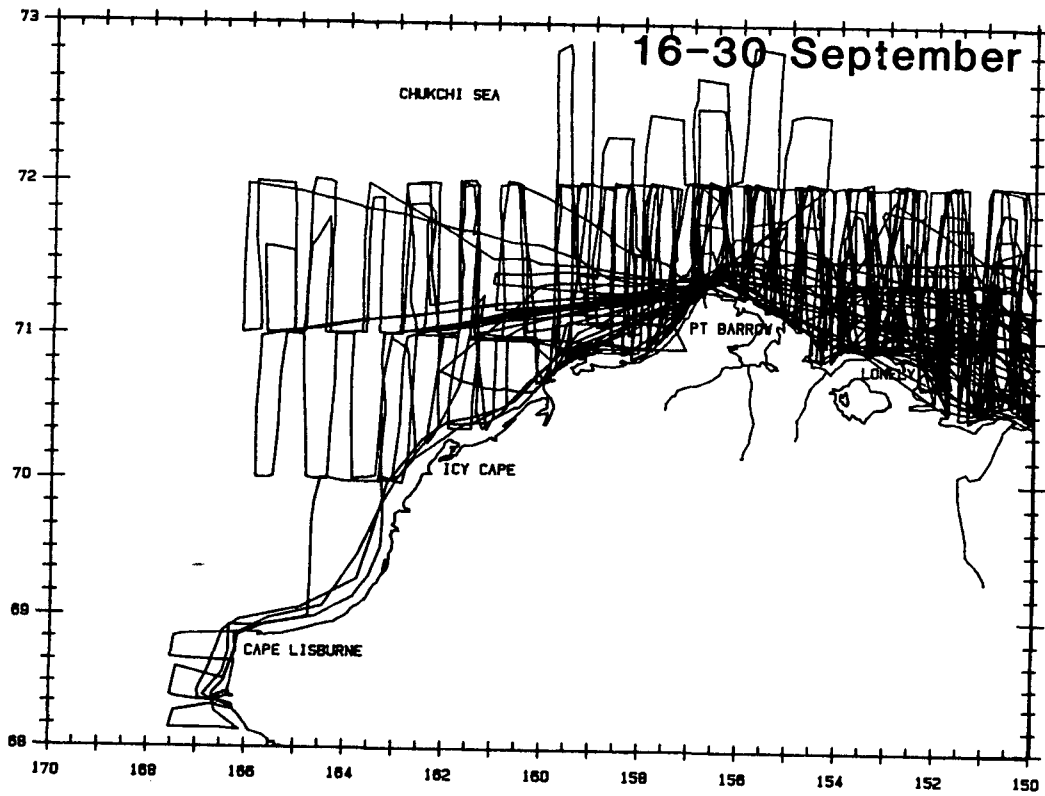 73
16-30 September
CHUKCHI SEA
72
71
PT BARROW
LONELY
70
ICY CAPE
69
CAPE LISBURNE
68
170 166 164 162 160 158 156 154 152 150